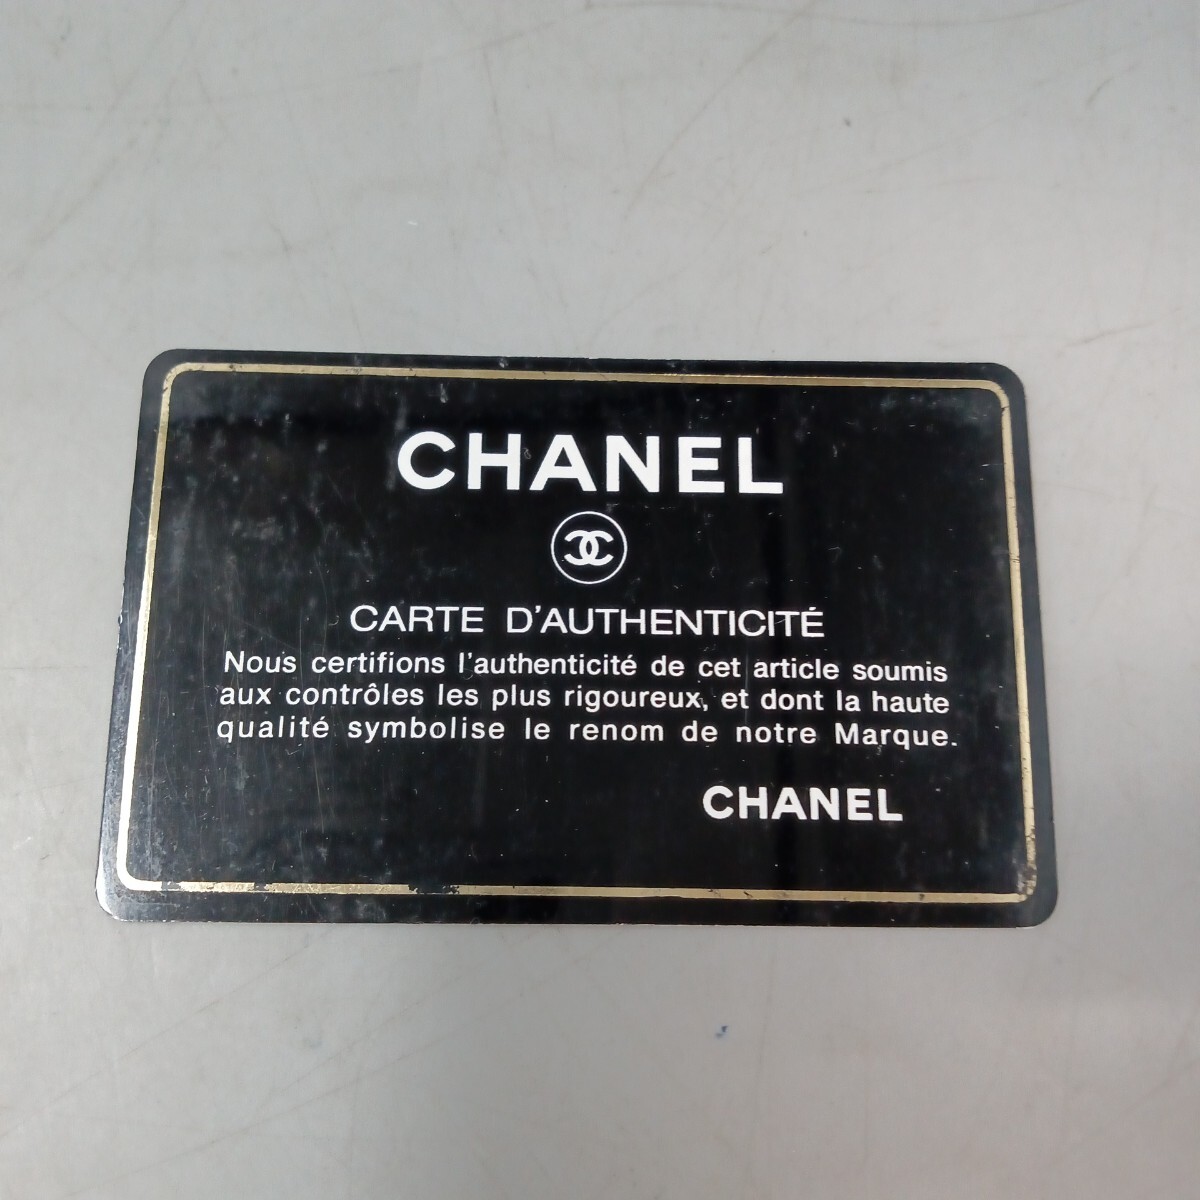 CHANEL
CARTE D'AUTHENTICITÉ
Nous certifions l'authenticité de cet article soumis
aux contrôles les plus rigoureux, et dont la haute
qualité symbolise le renom de notre Marque.
CHANEL